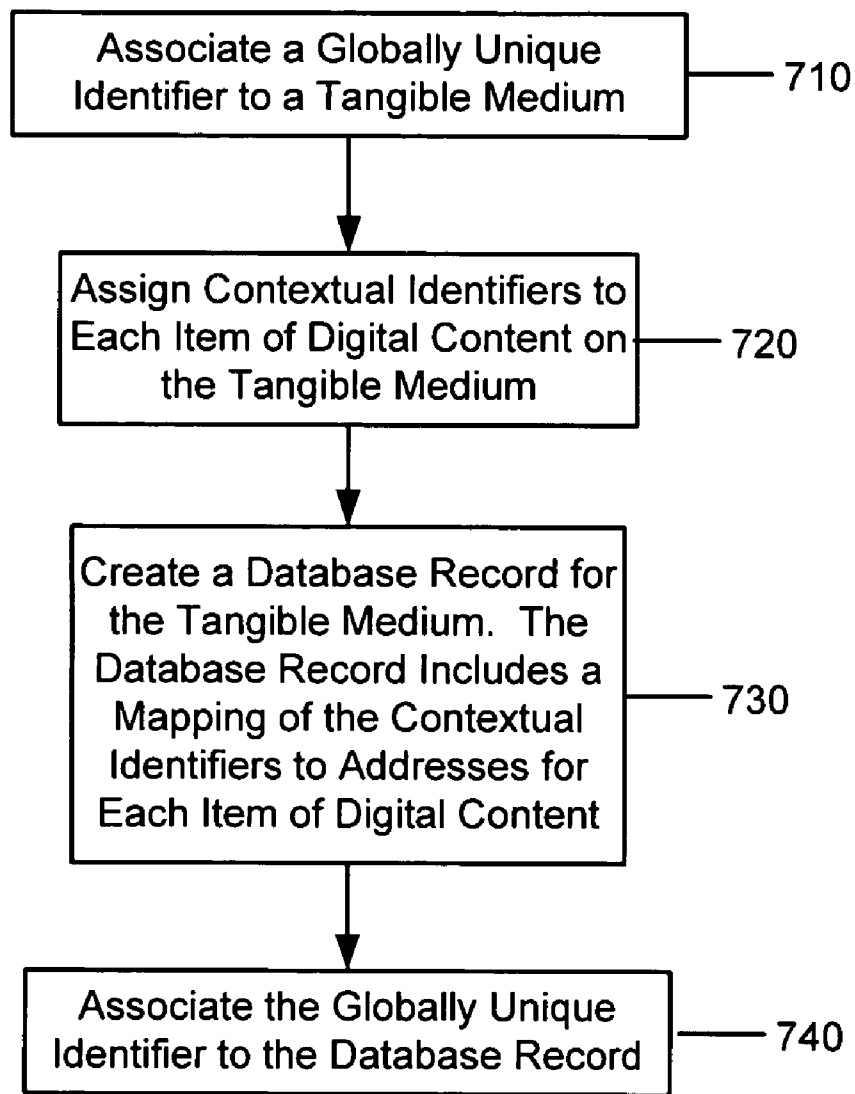 Associate a Globally Unique
Identifier to a Tangible Medium
710
Assign Contextual Identifiers to
Each Item of Digital Content on
the Tangible Medium
720
Create a Database Record for
the Tangible Medium. The
Database Record Includes a
Mapping of the Contextual
Identifiers to Addresses for
Each Item of Digital Content
730
Associate the Globally Unique
Identifier to the Database Record
740